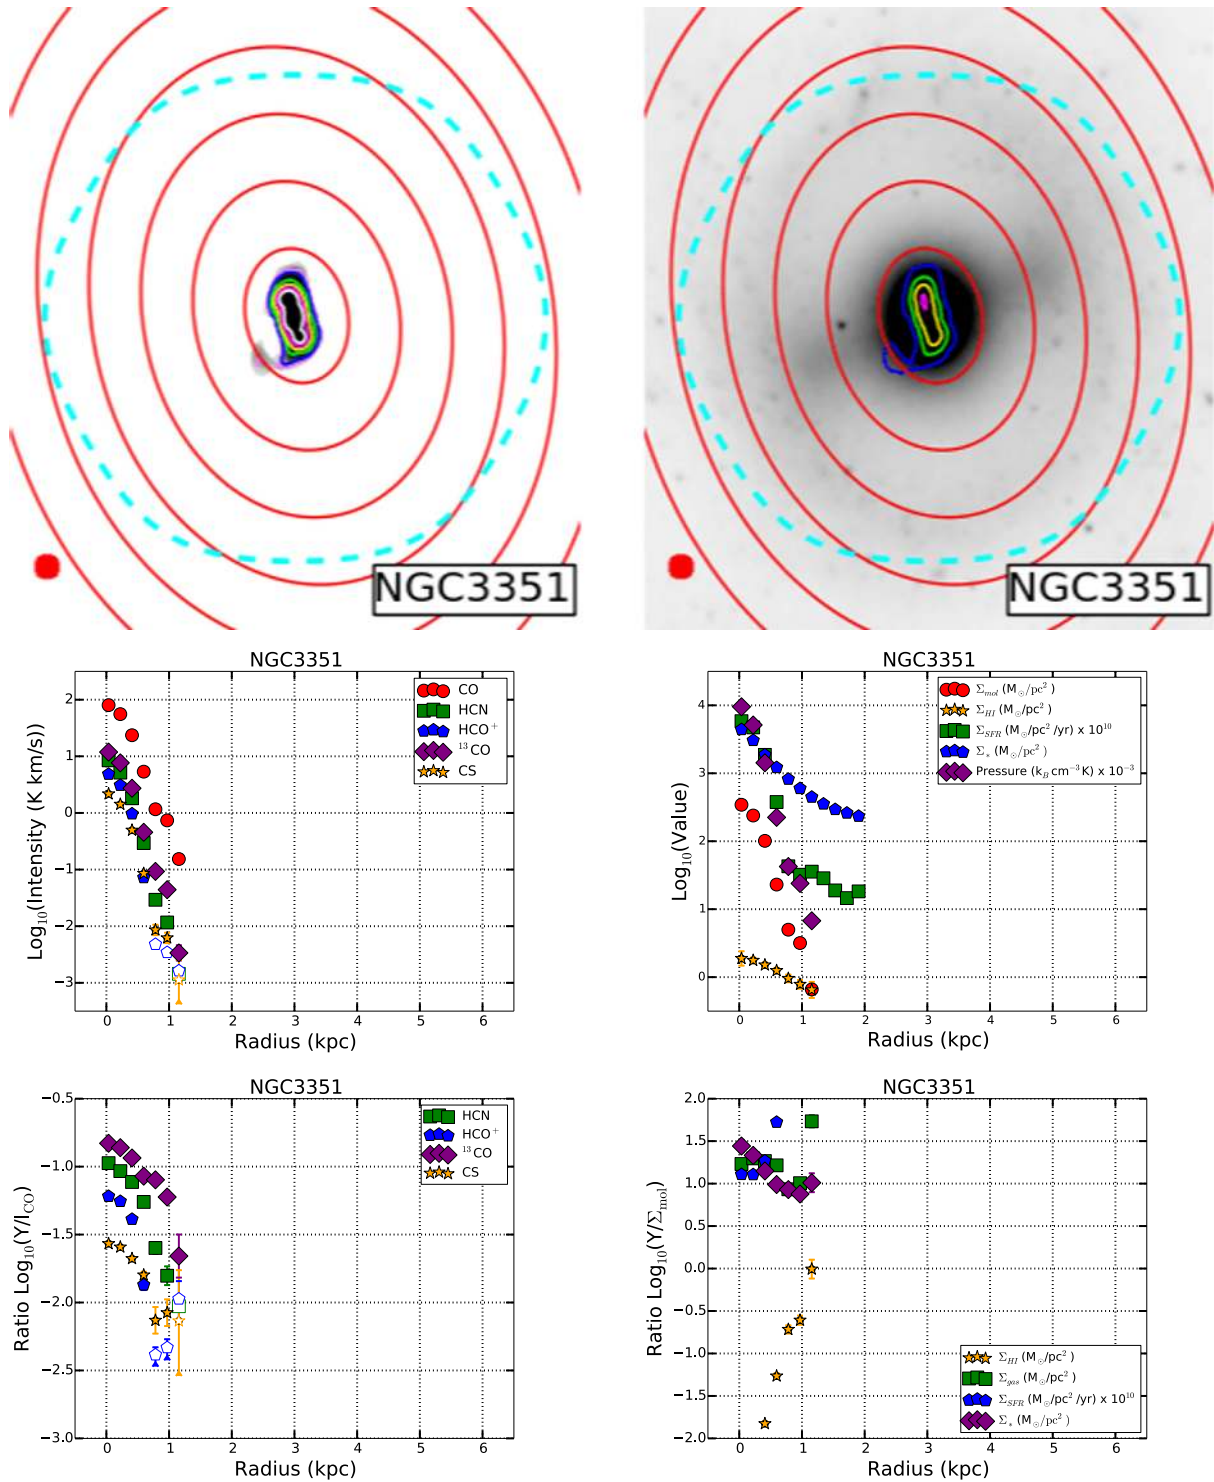 NGC3351
NGC3351
NGC3351
CO
HCN
HCO⁺
¹³CO
CS
2
1
0
−1
−2
−3
Log₁₀(Intensity (K km/s))
0 1 2 3 4 5 6
Radius (kpc)
NGC3351
Σmol (M⊙/pc²)
ΣHI (M⊙/pc²)
ΣSFR (M⊙/pc²/yr) x 10¹⁰
Σ* (M⊙/pc²)
Pressure (kB cm⁻³K) x 10⁻³
4
3
2
1
0
Log₁₀(Value)
0 1 2 3 4 5 6
Radius (kpc)
NGC3351
HCN
HCO⁺
¹³CO
CS
−0.5
−1.0
−1.5
−2.0
−2.5
−3.0
Ratio Log₁₀(Y/I_CO)
0 1 2 3 4 5 6
Radius (kpc)
NGC3351
2.0
1.5
1.0
0.5
0.0
−0.5
−1.0
−1.5
−2.0
Ratio Log₁₀(Y/Σmol)
ΣHI (M⊙/pc²)
Σgas (M⊙/pc²)
ΣSFR (M⊙/pc²/yr) x 10¹⁰
Σ* (M⊙/pc²)
0 1 2 3 4 5 6
Radius (kpc)